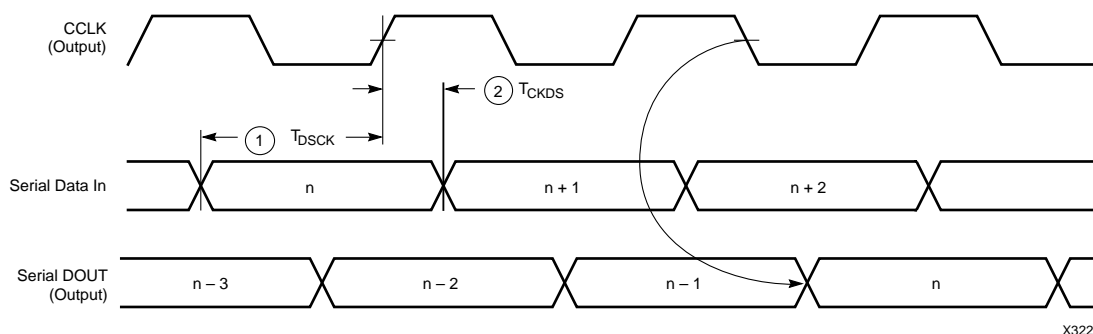 CCLK
(Output)
2 TCKDS
1 TDSCK
Serial Data In
n
n + 1
n + 2
Serial DOUT
(Output)
n – 3
n – 2
n – 1
n
X322